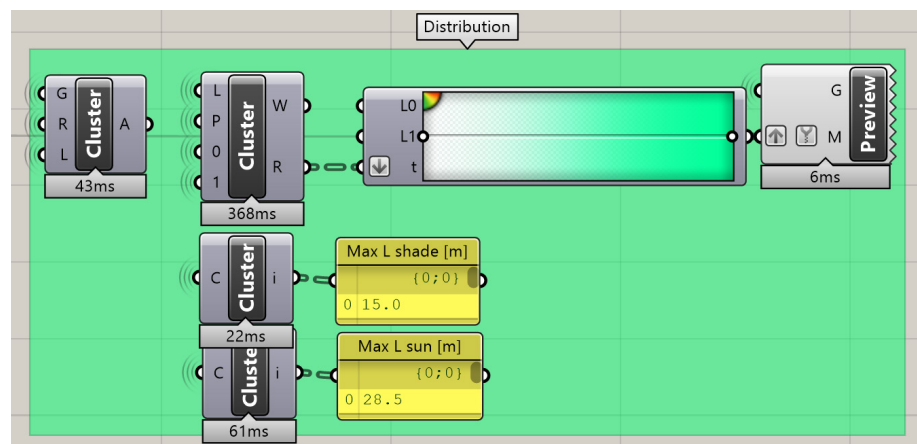 Distribution
G
R
L
Cluster
A
43ms
L
P
0
1
Cluster
W
R
368ms
L0
L1
t
G
M
Preview
6ms
C
Cluster
i
22ms
Max L shade [m]
{0;0}
0 15.0
C
Cluster
i
61ms
Max L sun [m]
{0;0}
0 28.5